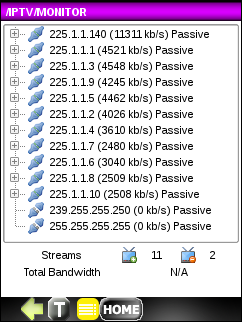 /IPTV/MONITOR
225.1.1.140 (11311 kb/s) Passive
225.1.1.1 (4521 kb/s) Passive
225.1.1.3 (4548 kb/s) Passive
225.1.1.9 (4245 kb/s) Passive
225.1.1.5 (4462 kb/s) Passive
225.1.1.2 (4026 kb/s) Passive
225.1.1.4 (3610 kb/s) Passive
225.1.1.7 (2480 kb/s) Passive
225.1.1.6 (3040 kb/s) Passive
225.1.1.8 (2509 kb/s) Passive
225.1.1.10 (2508 kb/s) Passive
239.255.255.250 (0 kb/s) Passive
255.255.255.255 (0 kb/s) Passive
Streams 11 2
Total Bandwidth N/A
T HOME